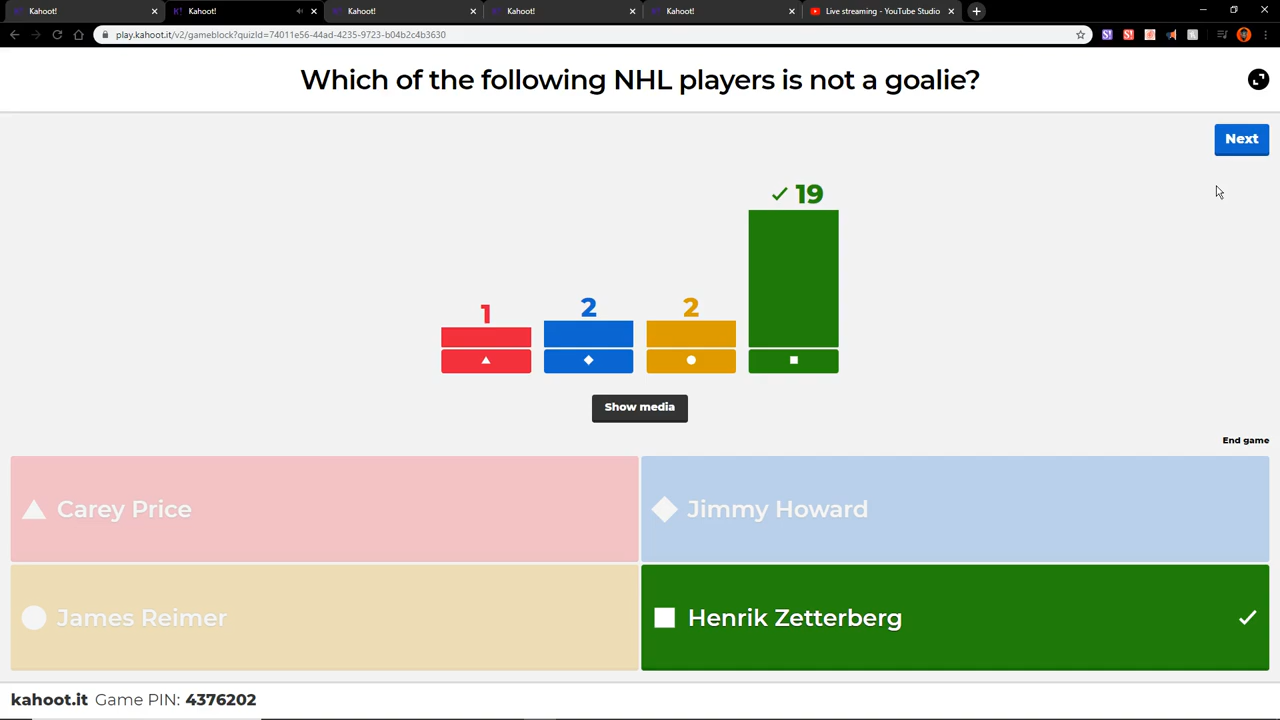 Kahoot!
Kahoot!
Kahoot!
Kahoot!
Kahoot!
Live streaming - YouTube Studio
play.kahoot.it/v2/gameblock?quizId=74011e56-44ad-4235-9723-b04b2c4b3630
Which of the following NHL players is not a goalie?
Next
19
1
2
2
Show media
End game
Carey Price
Jimmy Howard
James Reimer
Henrik Zetterberg
kahoot.it Game PIN: 4376202